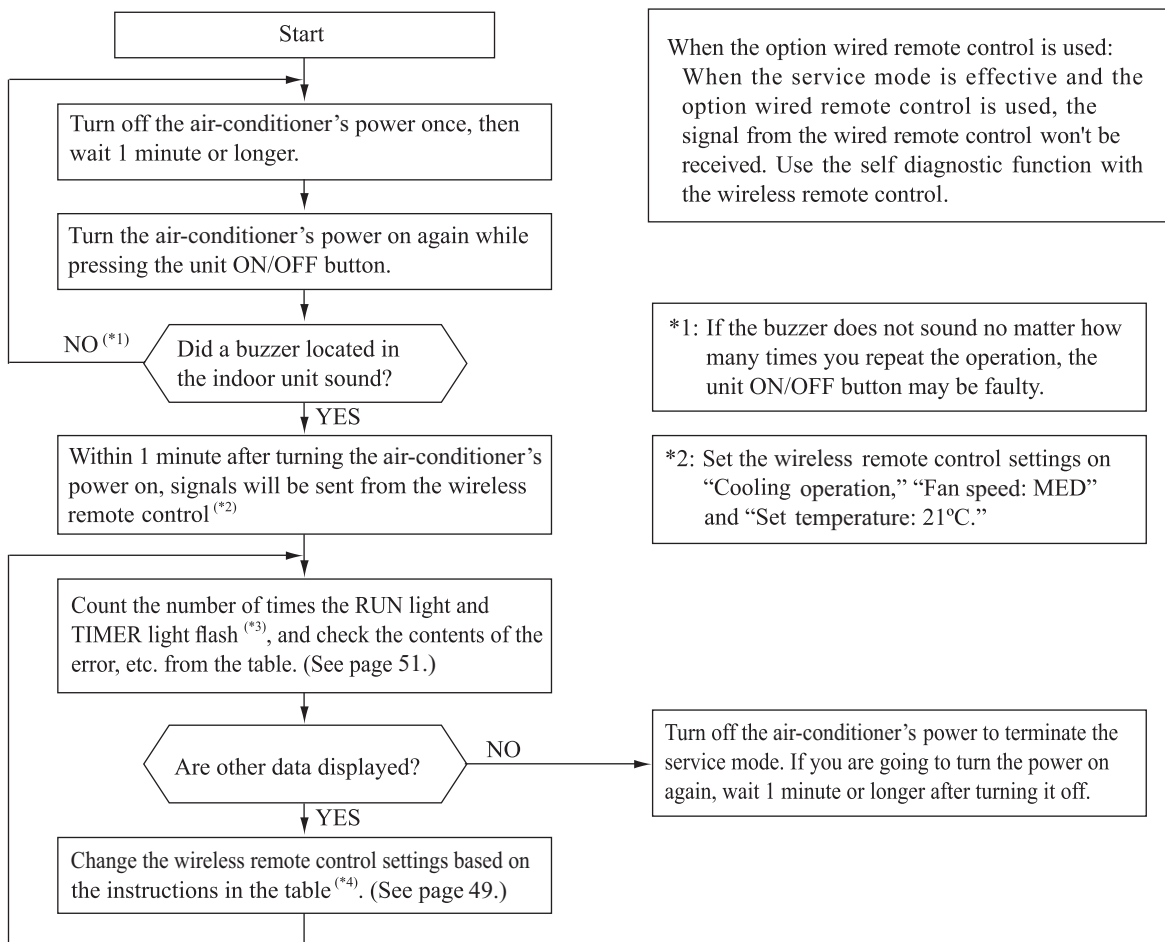 Start
Turn off the air-conditioner’s power once, then
wait 1 minute or longer.
Turn the air-conditioner’s power on again while
pressing the unit ON/OFF button.
NO (*1)
Did a buzzer located in
the indoor unit sound?
YES
Within 1 minute after turning the air-conditioner’s
power on, signals will be sent from the wireless
remote control (*2)
Count the number of times the RUN light and
TIMER light flash (*3), and check the contents of the
error, etc. from the table. (See page 51.)
Are other data displayed?
NO
YES
Change the wireless remote control settings based on
the instructions in the table (*4). (See page 49.)
When the option wired remote control is used:
When the service mode is effective and the
option wired remote control is used, the
signal from the wired remote control won't be
received. Use the self diagnostic function with
the wireless remote control.
*1: If the buzzer does not sound no matter how
many times you repeat the operation, the
unit ON/OFF button may be faulty.
*2: Set the wireless remote control settings on
“Cooling operation,” “Fan speed: MED”
and “Set temperature: 21ºC.”
Turn off the air-conditioner’s power to terminate the
service mode. If you are going to turn the power on
again, wait 1 minute or longer after turning it off.